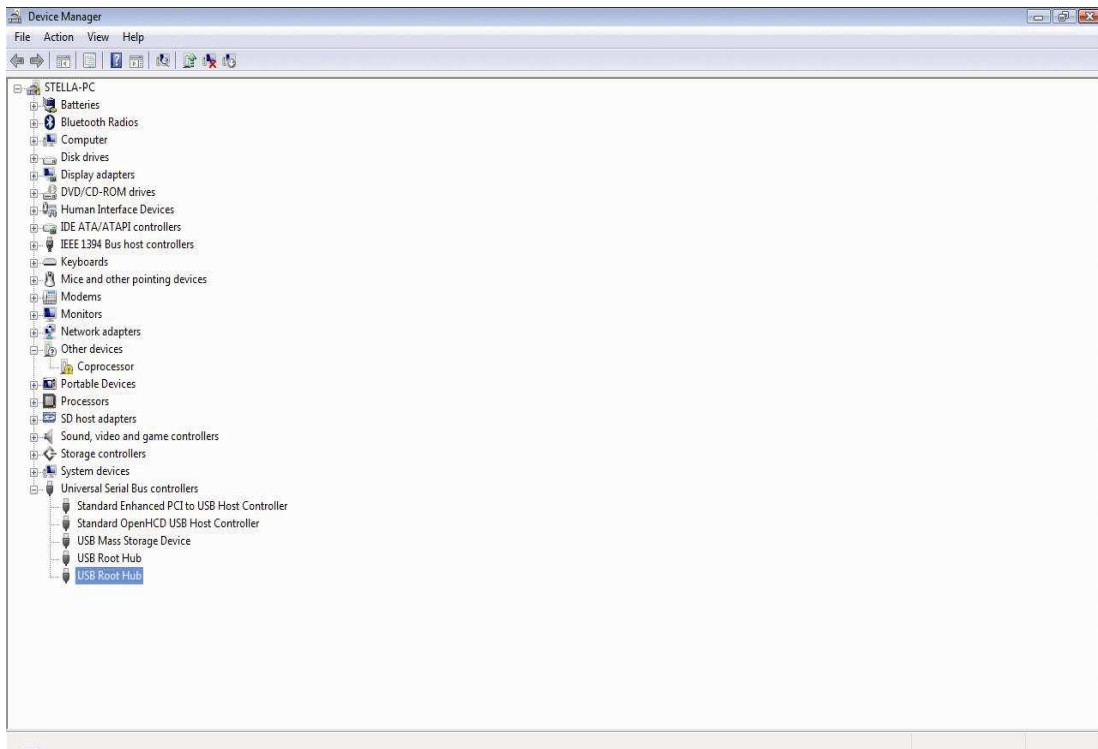 Device Manager
File Action View Help
STELLA-PC
Batteries
Bluetooth Radios
Computer
Disk drives
Display adapters
DVD/CD-ROM drives
Human Interface Devices
IDE ATA/ATAPI controllers
IEEE 1394 Bus host controllers
Keyboards
Mice and other pointing devices
Modems
Monitors
Network adapters
Other devices
Coprocessor
Portable Devices
Processors
SD host adapters
Sound, video and game controllers
Storage controllers
System devices
Universal Serial Bus controllers
Standard Enhanced PCI to USB Host Controller
Standard OpenHCD USB Host Controller
USB Mass Storage Device
USB Root Hub
USB Root Hub